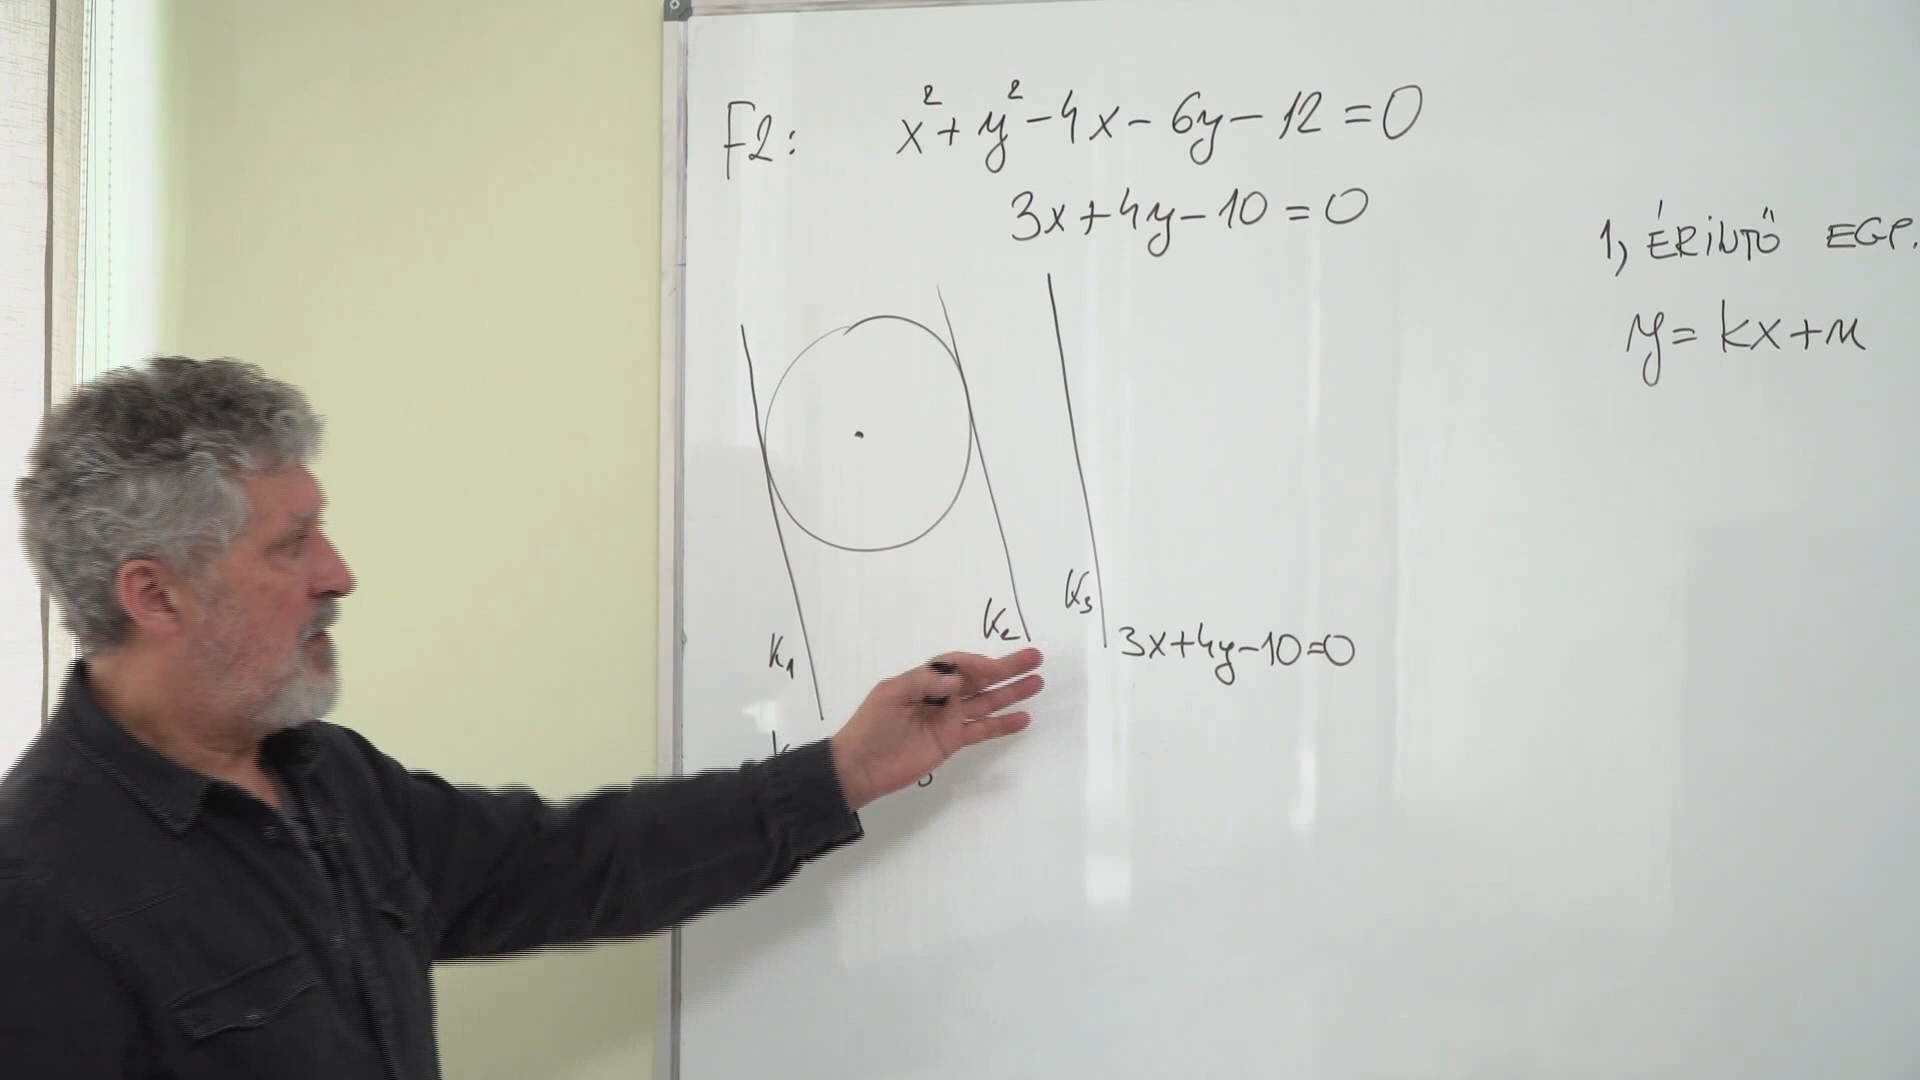 F2: x²+y²-4x-6y-12=0
3x+4y-10=0
1, ÉRINTŐ EGP.
y=kx+n
k₁
k₂
k₃
3x+4y-10=0